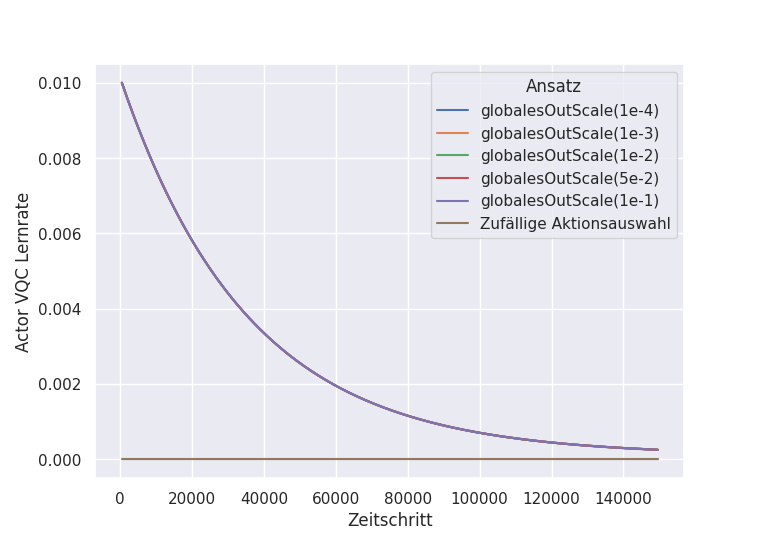 Ansatz
globalesOutScale(1e-4)
globalesOutScale(1e-3)
globalesOutScale(1e-2)
globalesOutScale(5e-2)
globalesOutScale(1e-1)
Zufällige Aktionsauswahl
Actor VQC Lernrate
0.010
0.008
0.006
0.004
0.002
0.000
0 20000 40000 60000 80000 100000 120000 140000
Zeitschritt